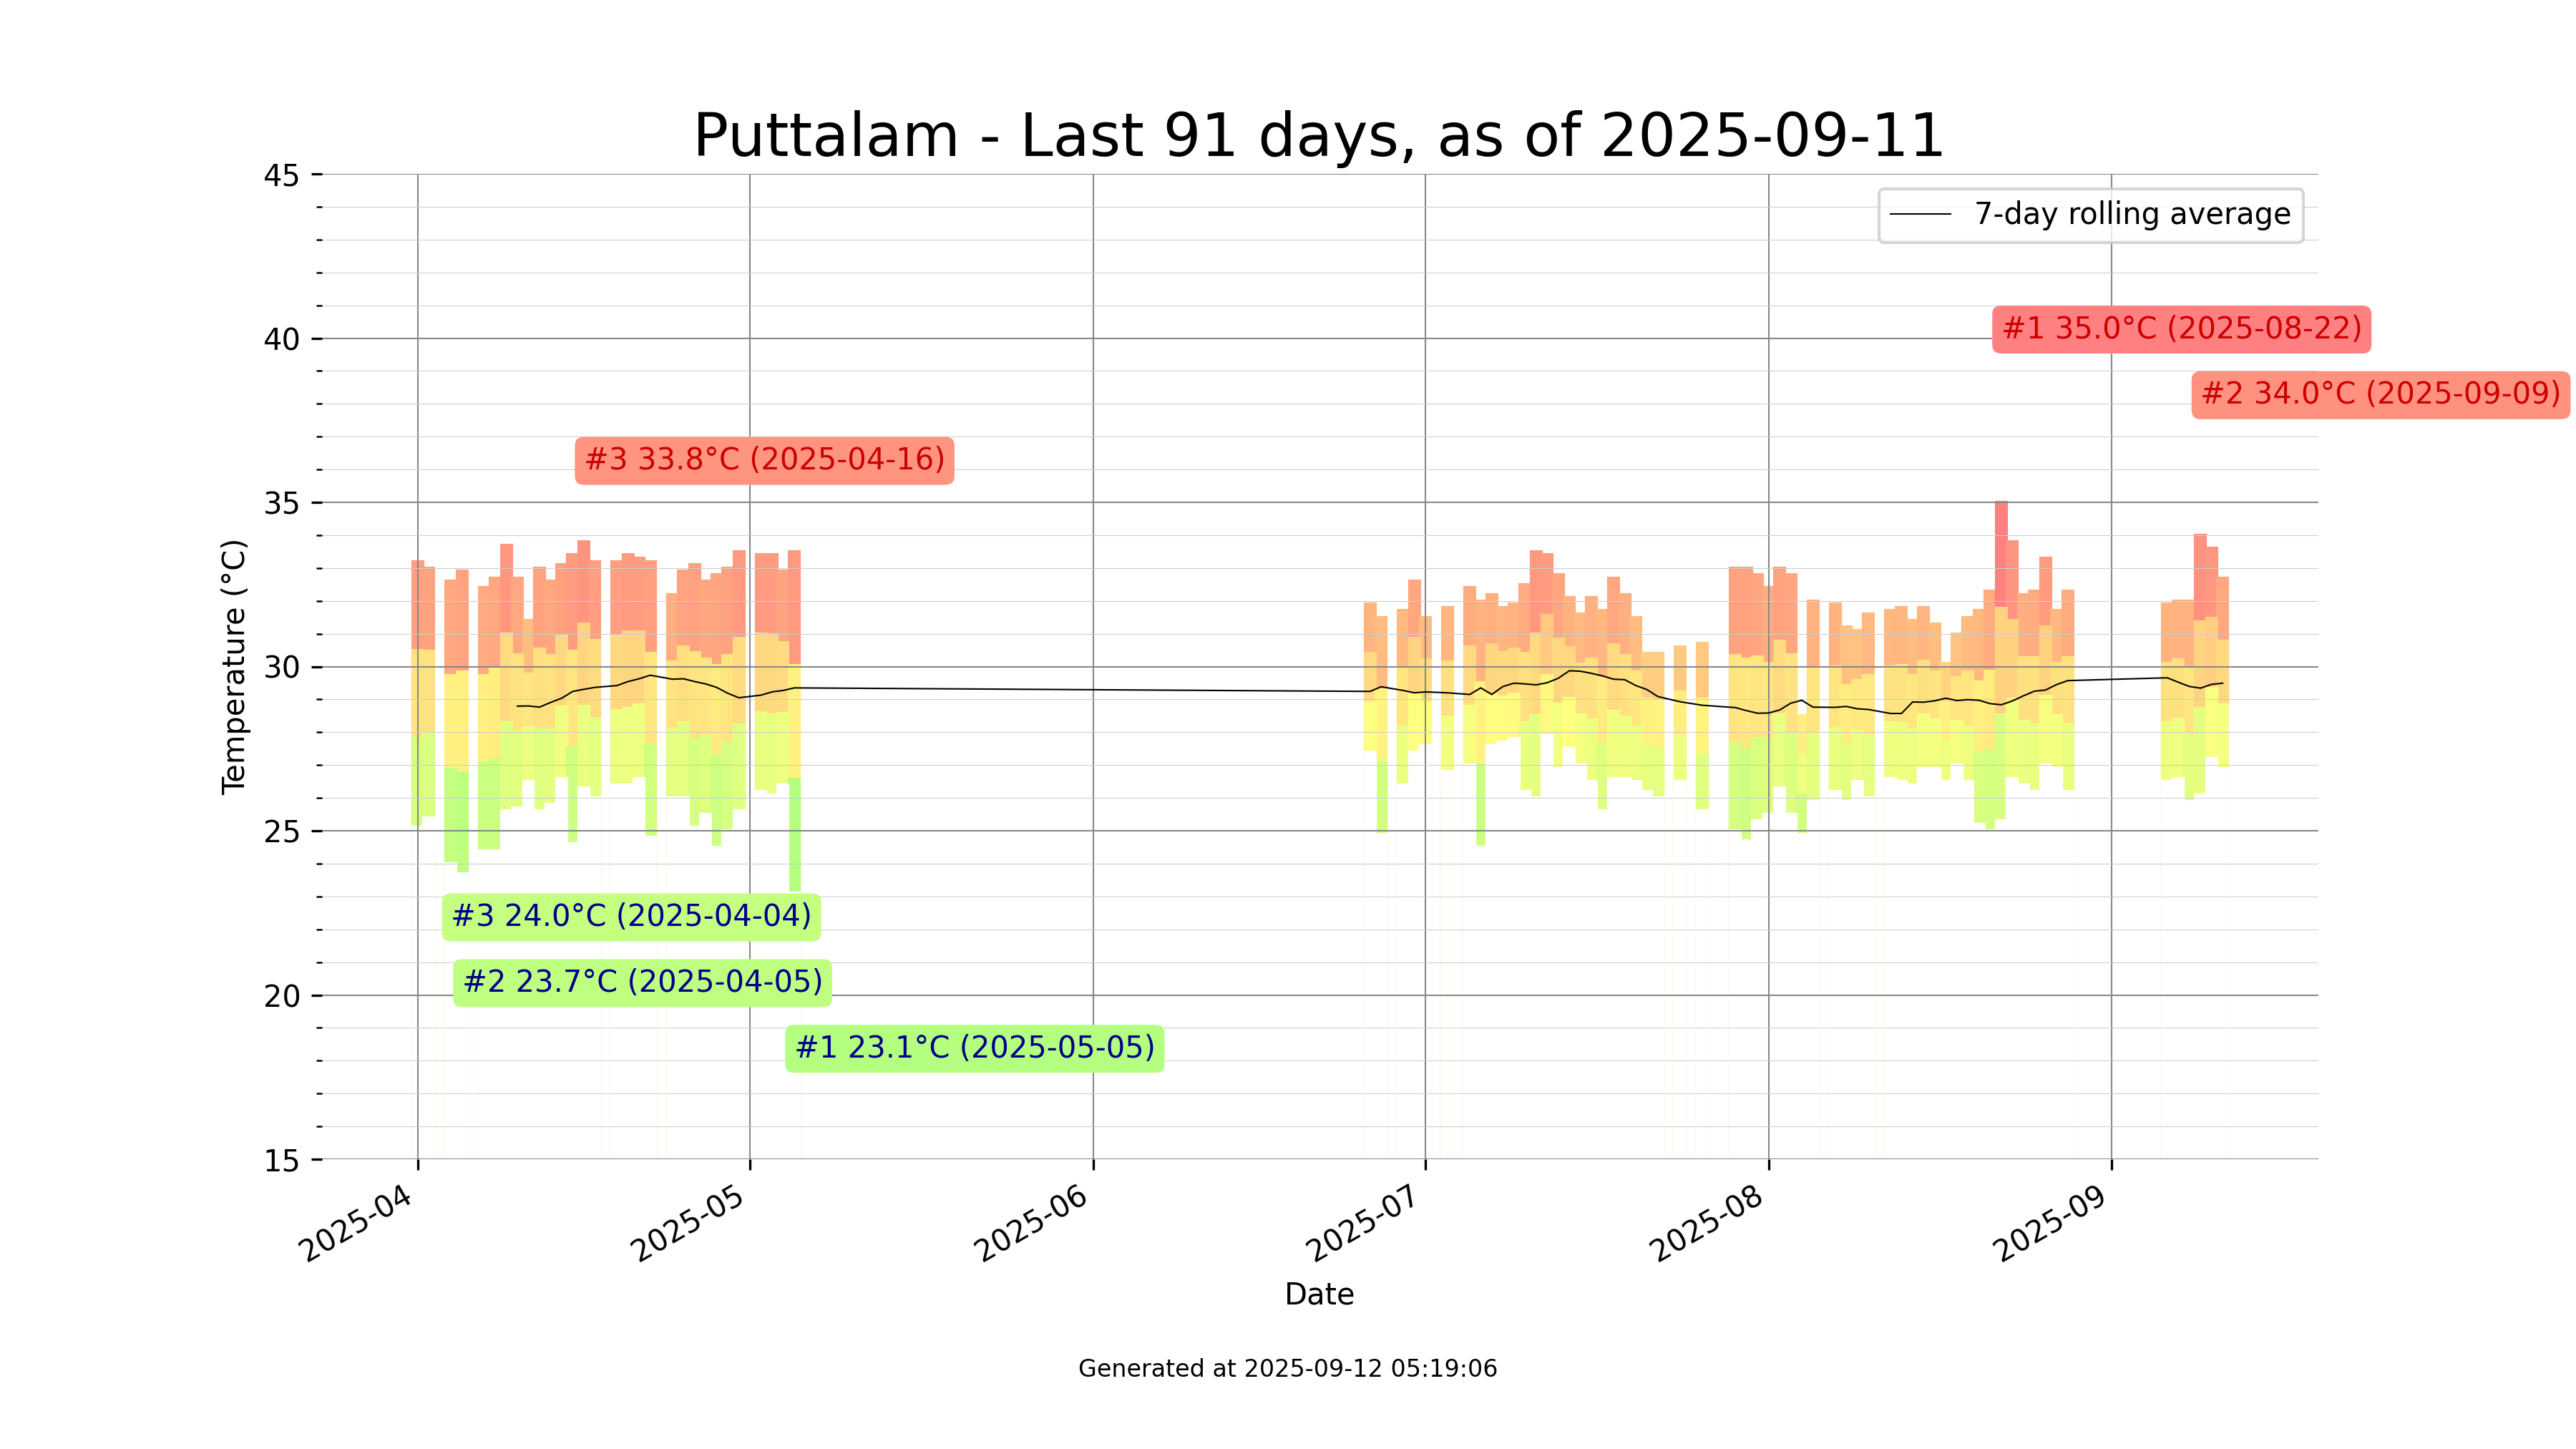 Puttalam - Last 91 days, as of 2025-09-11
45
40
35
30
25
20
15
Temperature (°C)
7-day rolling average
#1 35.0°C (2025-08-22)
#2 34.0°C (2025-09-09)
#3 33.8°C (2025-04-16)
#3 24.0°C (2025-04-04)
#2 23.7°C (2025-04-05)
#1 23.1°C (2025-05-05)
2025-04
2025-05
2025-06
2025-07
2025-08
2025-09
Date
Generated at 2025-09-12 05:19:06